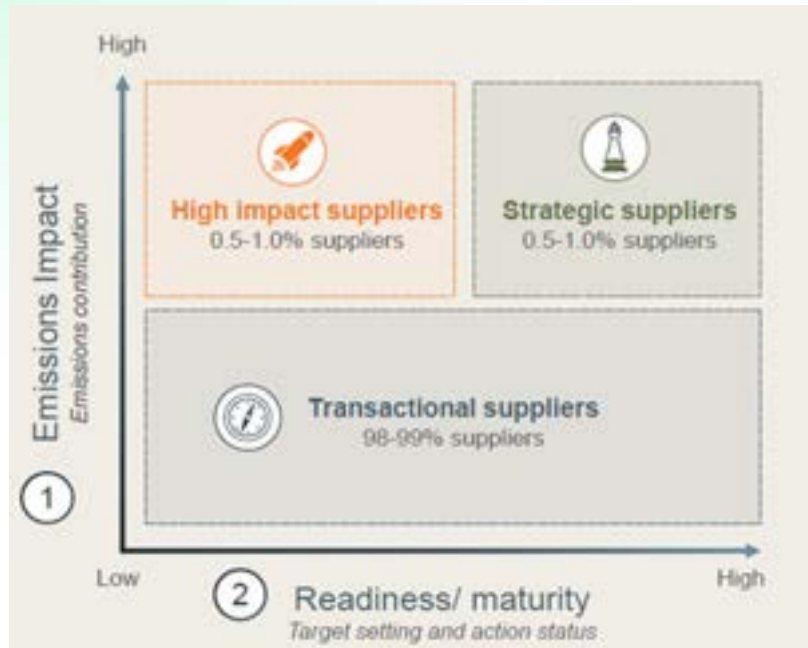 High
High impact suppliers
0.5-1.0% suppliers
Strategic suppliers
0.5-1.0% suppliers
Emissions Impact
Emissions contribution
1
Transactional suppliers
98-99% suppliers
Low
High
2
Readiness/ maturity
Target setting and action status